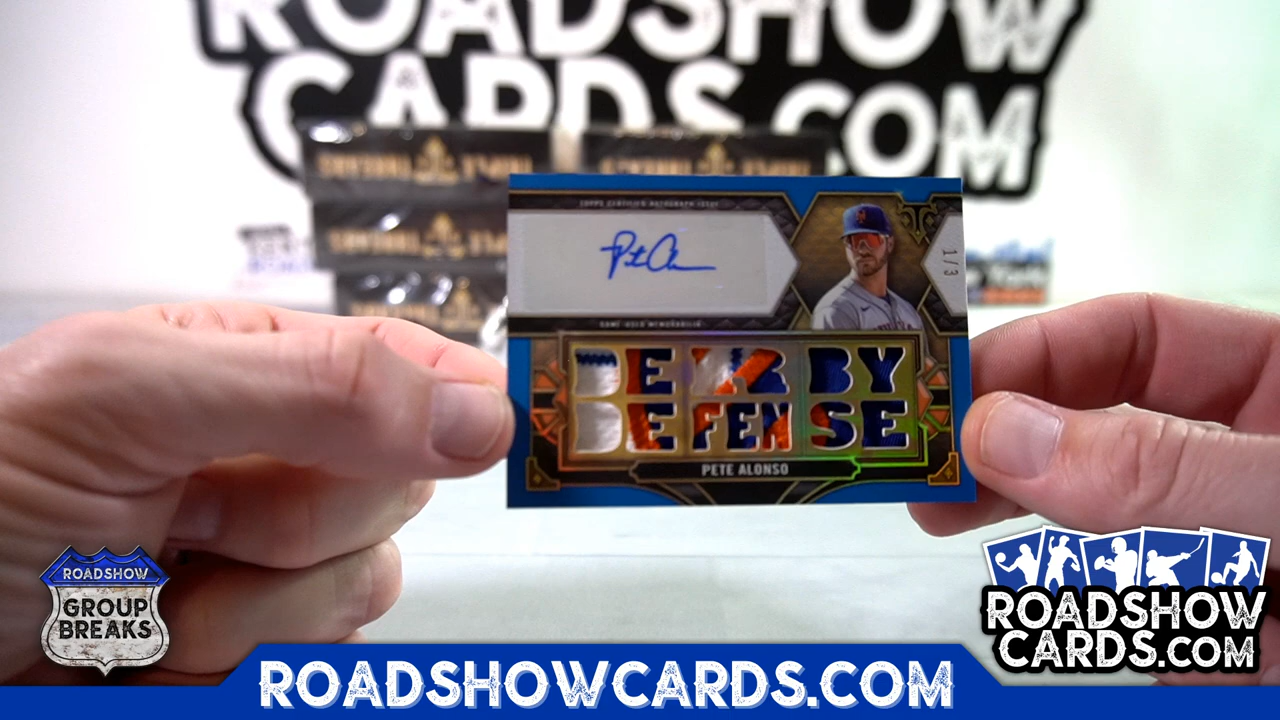 ROADSHOW
CARDS.COM
TOPPS CERTIFIED AUTOGRAPH ISSUE
1/3
GAME-USED MEMORABILIA
DERBY
DEFENSE
PETE ALONSO
ROADSHOW
GROUP
BREAKS
ROADSHOWCARDS.COM
ROADSHOW
CARDS.COM